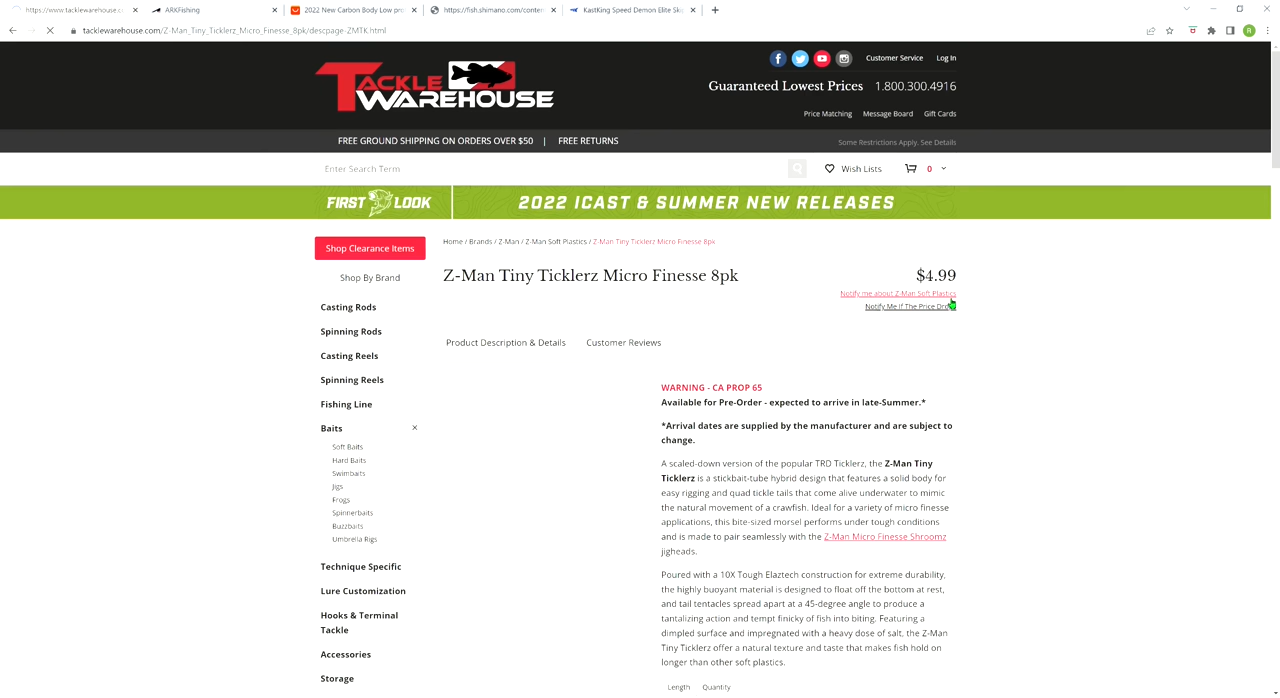 https://www.tacklewarehouse.c
ARKFishing
2022 New Carbon Body Low pro
https://fish.shimano.com/conten
KastKing Speed Demon Elite Ski
tacklewarehouse.com/Z-Man_Tiny_Ticklerz_Micro_Finesse_8pk/descpage-ZMTK.html
R
Customer Service
Log In
TACKLE
WAREHOUSE
Guaranteed Lowest Prices 1.800.300.4916
Price Matching Message Board Gift Cards
FREE GROUND SHIPPING ON ORDERS OVER $50 | FREE RETURNS
Some Restrictions Apply. See Details
Enter Search Term
Wish Lists
0
FIRST LOOK
2022 ICAST & SUMMER NEW RELEASES
Shop Clearance Items
Home / Brands / Z-Man / Z-Man Soft Plastics / Z-Man Tiny Ticklerz Micro Finesse 8pk
Shop By Brand
Z-Man Tiny Ticklerz Micro Finesse 8pk
$4.99
Notify me about Z-Man Soft Plastics
Notify Me If The Price
Casting Rods
Spinning Rods
Casting Reels
Spinning Reels
Fishing Line
Baits
Soft Baits
Hard Baits
Swimbaits
Jigs
Frogs
Spinnerbaits
Buzzbaits
Umbrella Rigs
Technique Specific
Lure Customization
Hooks & Terminal
Tackle
Accessories
Storage
Product Description & Details Customer Reviews
WARNING - CA PROP 65
Available for Pre-Order - expected to arrive in late-Summer.*
*Arrival dates are supplied by the manufacturer and are subject to
change.
A scaled-down version of the popular TRD Ticklerz, the Z-Man Tiny
Ticklerz is a stickbait-tube hybrid design that features a solid body for
easy rigging and quad tickle tails that come alive underwater to mimic
the natural movement of a crawfish. Ideal for a variety of micro finesse
applications, this bite-sized morsel performs under tough conditions
and is made to pair seamlessly with the Z-Man Micro Finesse Shroomz
jigheads.
Poured with a 10X Tough Elaztech construction for extreme durability,
the highly buoyant material is designed to float off the bottom at rest,
and tail tentacles spread apart at a 45-degree angle to produce a
tantalizing action and tempt finicky of fish into biting. Featuring a
dimpled surface and impregnated with a heavy dose of salt, the Z-Man
Tiny Ticklerz offer a natural texture and taste that makes fish hold on
longer than other soft plastics.
Length Quantity